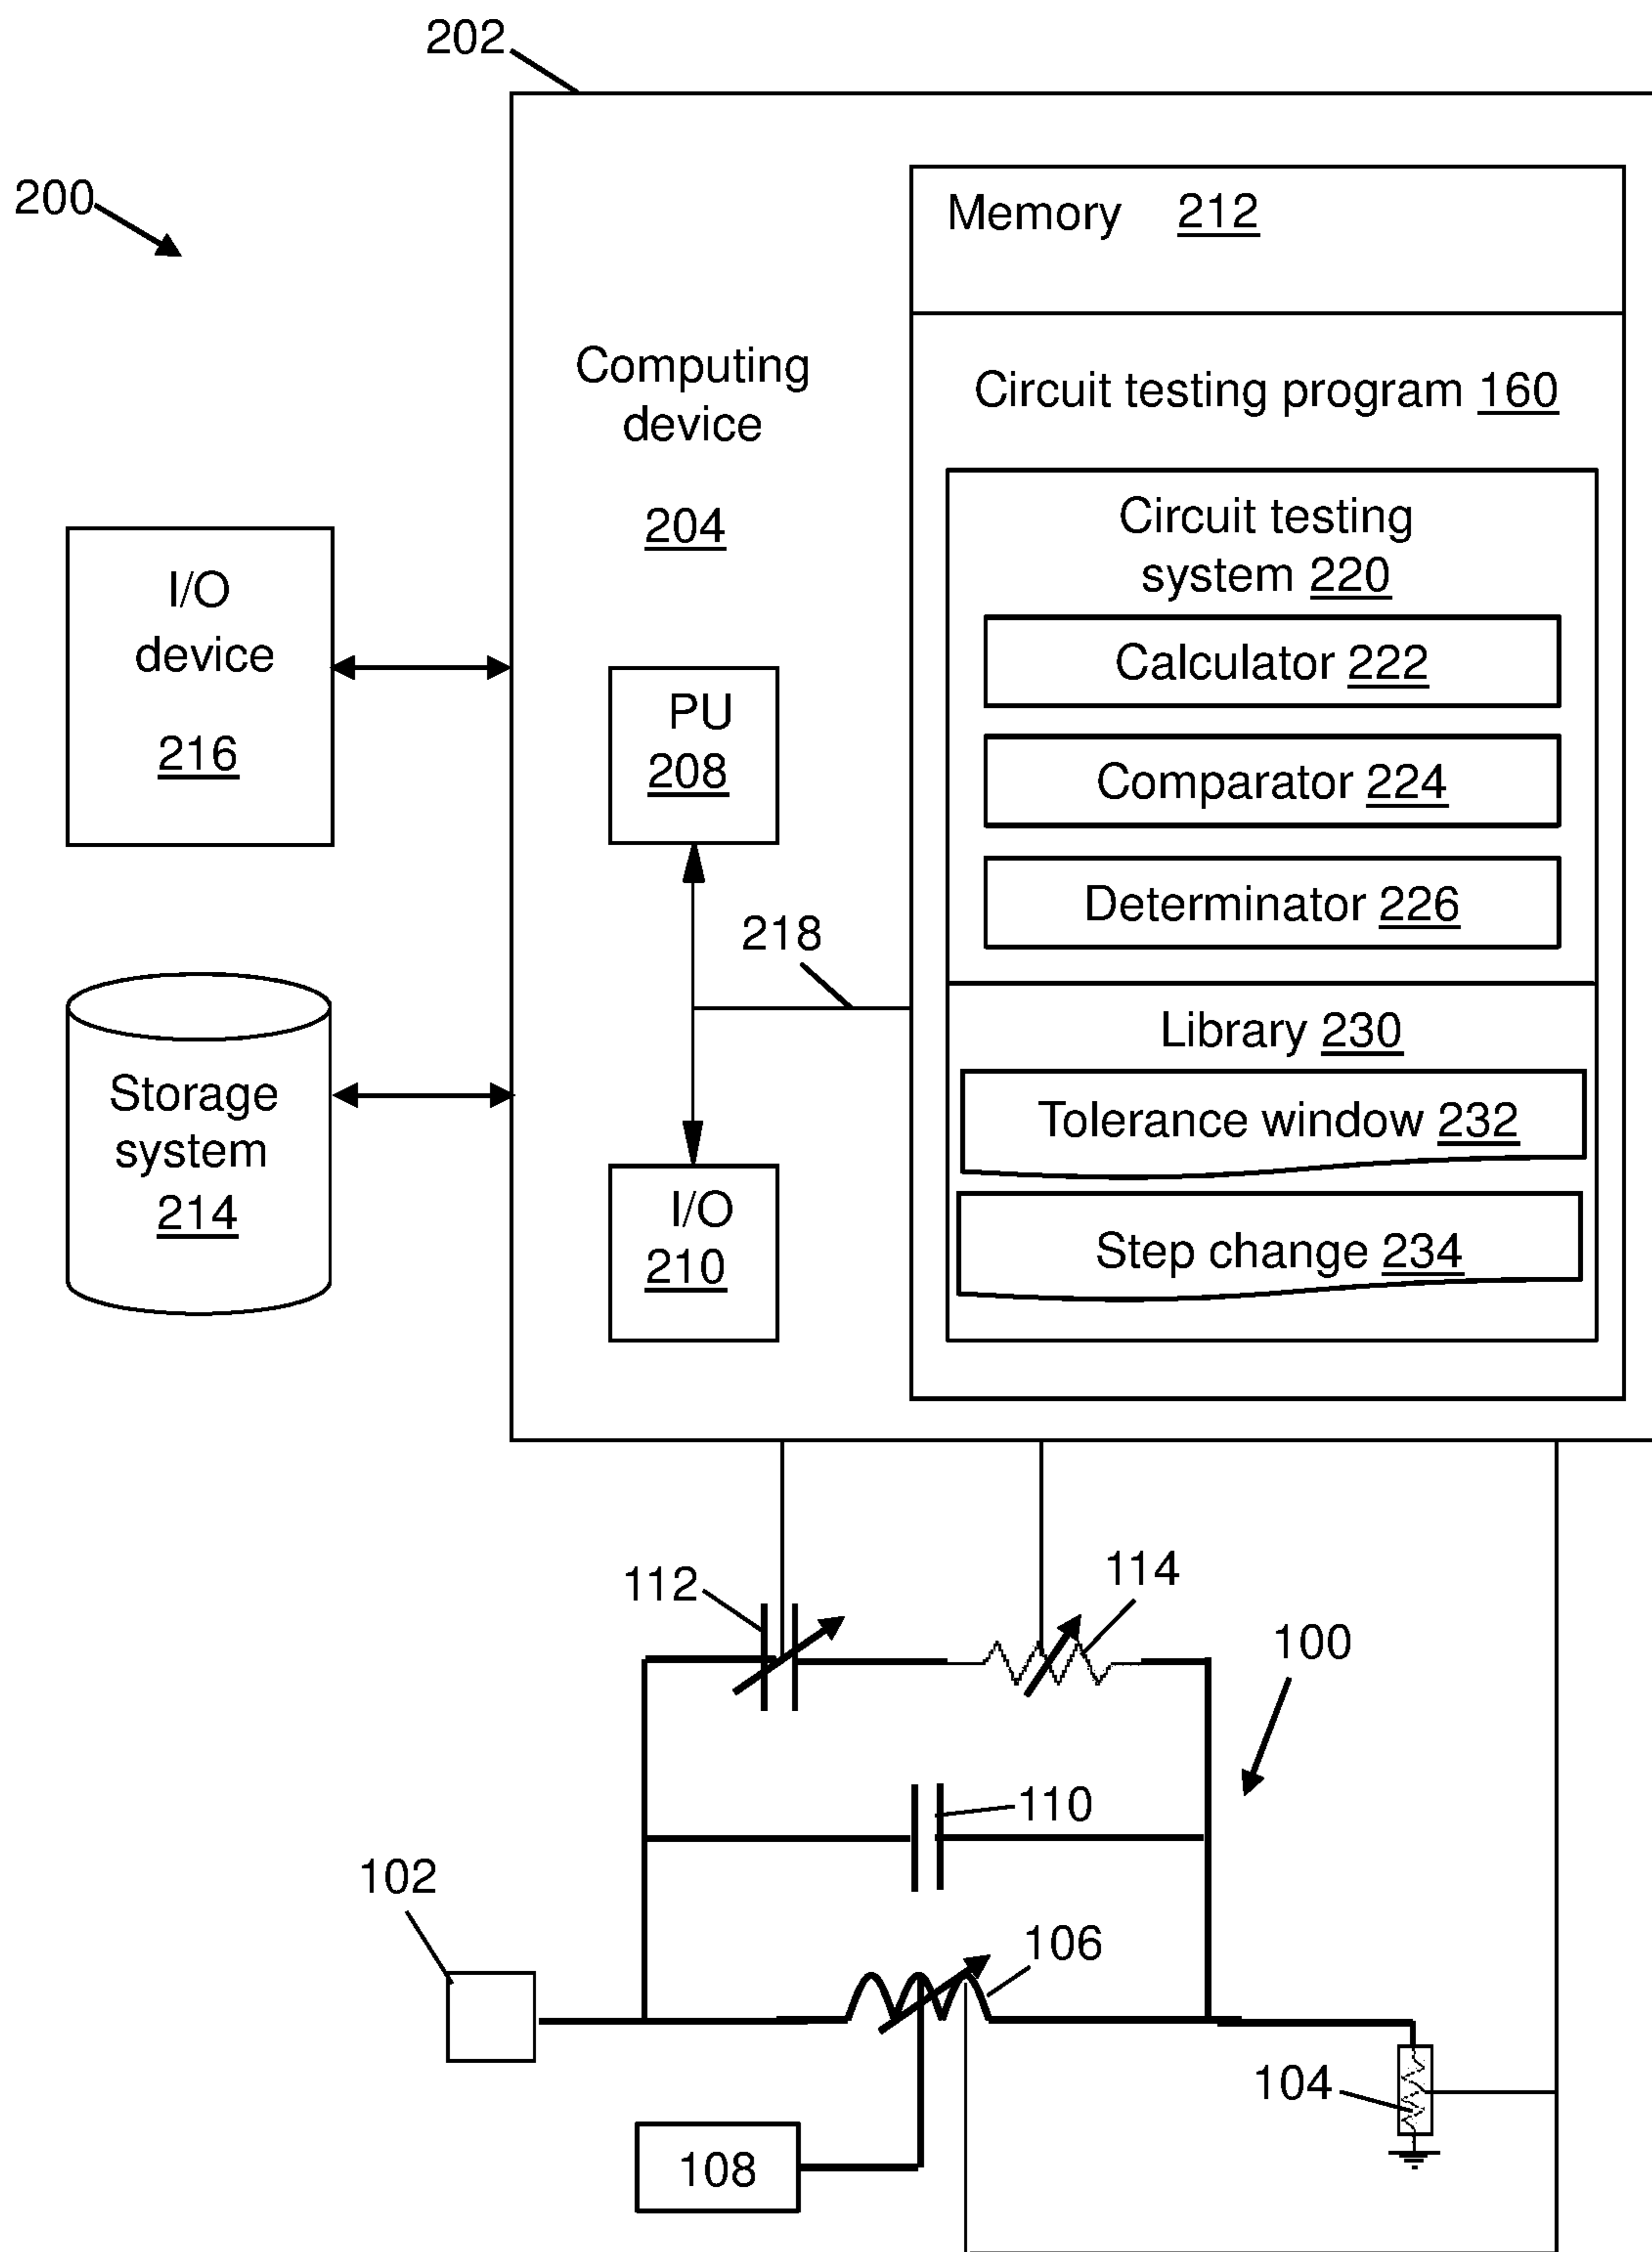 202
200
Memory 212
Computing
device
204
Circuit testing program 160
Circuit testing
system 220
I/O
device
216
Calculator 222
PU
208
Comparator 224
Determinator 226
218
Library 230
Storage
system
214
Tolerance window 232
I/O
210
Step change 234
112
114
100
110
102
106
104
108